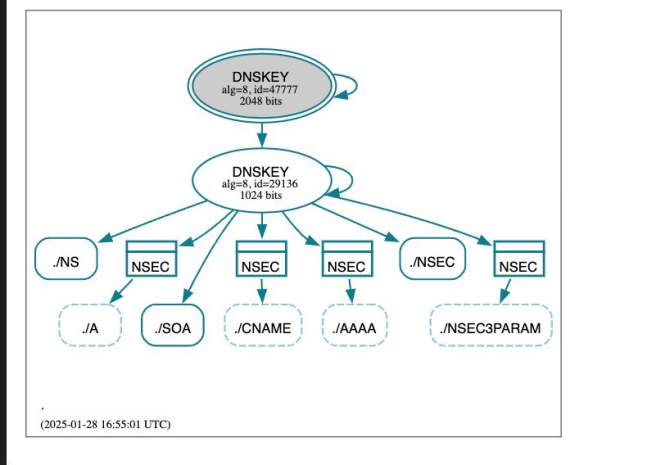 DNSKEY
alg=8, id=47777
2048 bits
DNSKEY
alg=8, id=29136
1024 bits
./NS
NSEC
NSEC
NSEC
./NSEC
NSEC
./A
./SOA
./CNAME
./AAAA
./NSEC3PARAM
.
(2025-01-28 16:55:01 UTC)